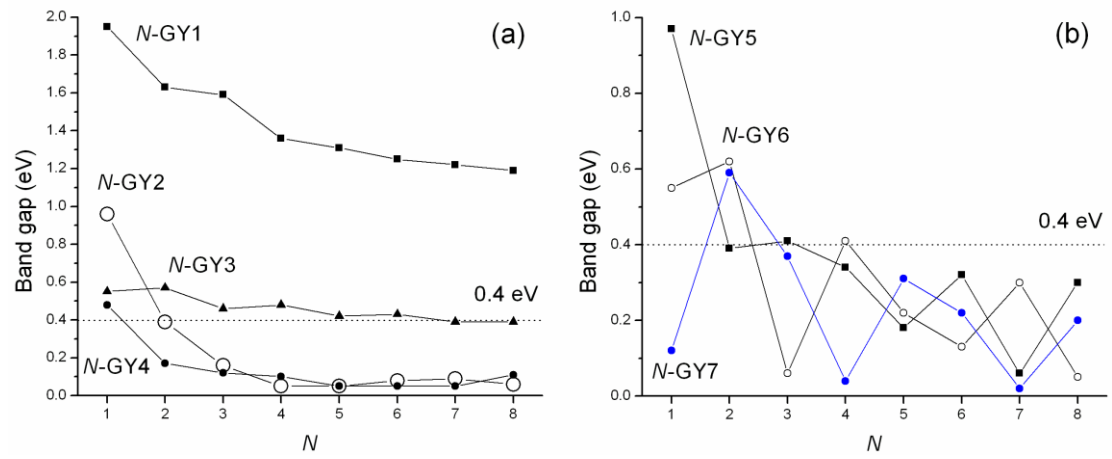 (a)
Band gap (eV)
2.0
1.8
1.6
1.4
1.2
1.0
0.8
0.6
0.4
0.2
0.0
N-GY1
N-GY2
N-GY3
0.4 eV
N-GY4
1 2 3 4 5 6 7 8
N
(b)
Band gap (eV)
1.0
0.8
0.6
0.4
0.2
0.0
N-GY5
N-GY6
0.4 eV
N-GY7
1 2 3 4 5 6 7 8
N